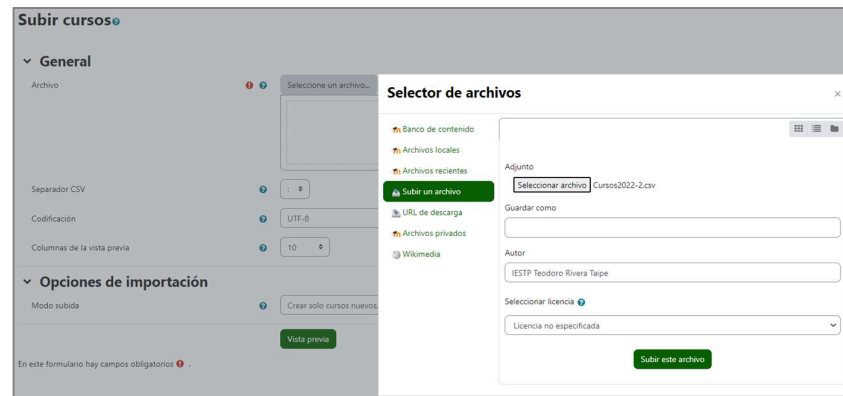 Subir cursos
General
Archivo
Seleccione un archivo...
Separador CSV
:
Codificación
UTF-8
Columnas de la vista previa
10
Opciones de importación
Modo subida
Crear solo cursos nuevos,
Vista previa
En este formulario hay campos obligatorios .
Selector de archivos
×
Banco de contenido
Archivos locales
Archivos recientes
Subir un archivo
URL de descarga
Archivos privados
Wikimedia
Adjunto
Seleccionar archivo Cursos2022-2.csv
Guardar como
Autor
IESTP Teodoro Rivera Taipe
Seleccionar licencia
Licencia no especificada
Subir este archivo